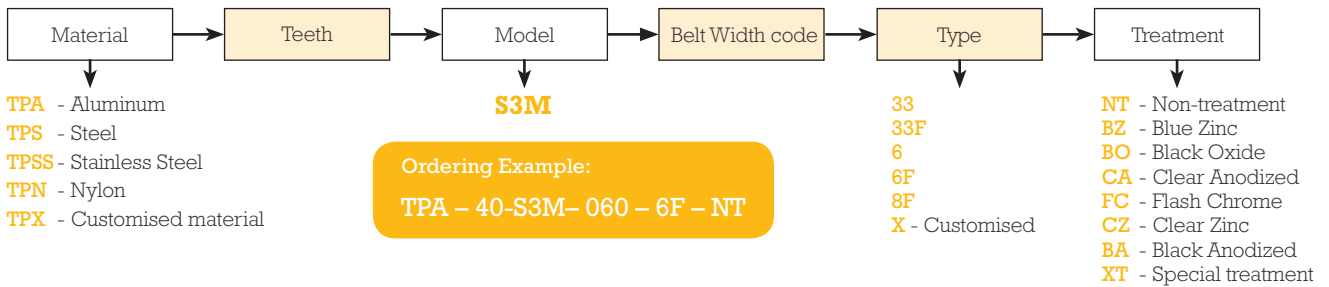 Material
Teeth
Model
Belt Width code
Type
Treatment
TPA - Aluminum
TPS - Steel
TPSS - Stainless Steel
TPN - Nylon
TPX - Customised material
S3M
Ordering Example:
TPA – 40-S3M– 060 – 6F – NT
33
33F
6
6F
8F
X - Customised
NT - Non-treatment
BZ - Blue Zinc
BO - Black Oxide
CA - Clear Anodized
FC - Flash Chrome
CZ - Clear Zinc
BA - Black Anodized
XT - Special treatment